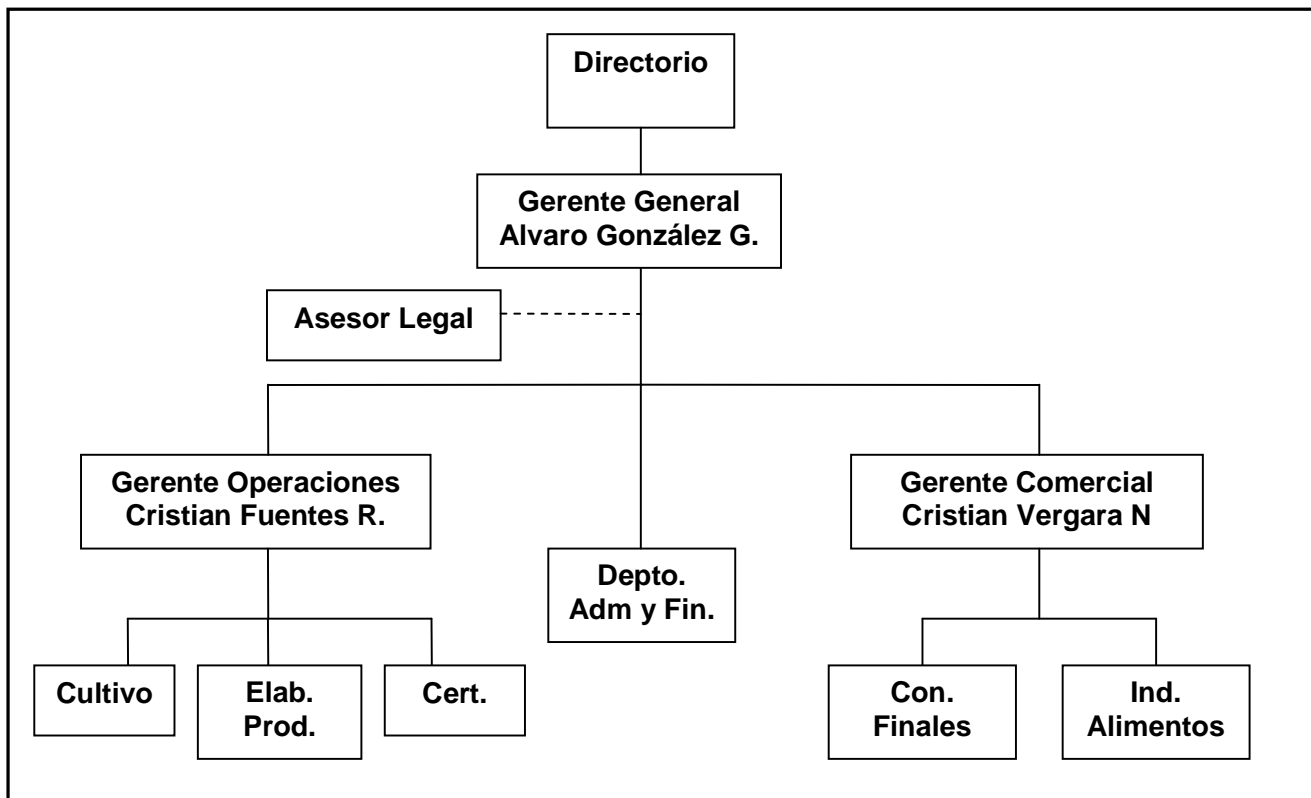 Directorio
Gerente General
Alvaro González G.
Asesor Legal
Gerente Operaciones
Cristian Fuentes R.
Gerente Comercial
Cristian Vergara N
Depto.
Adm y Fin.
Cultivo
Elab.
Prod.
Cert.
Con.
Finales
Ind.
Alimentos